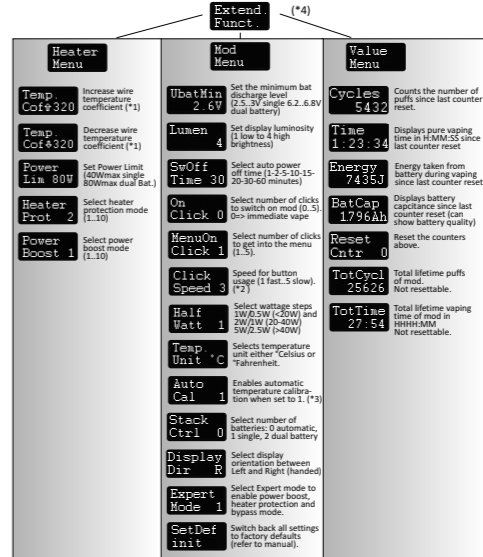 Extend.
Funct.
(*4)
Heater
Menu
Temp.
Cof⇞320
Increase wire
temperature
coefficient (*1)
Temp.
Cof⇟320
Decrease wire
temperature
coefficient (*1)
Power
Lim 80W
Set Power Limit
(40Wmax single
80Wmax dual Bat.)
Heater
Prot 2
Select heater
protection mode
(1..10)
Power
Boost 1
Select power
boost mode
(1..10)
Mod
Menu
UbatMin
2.6V
Set the minimum bat
discharge level
(2.5..3V single 6.2..6.8V
dual battery)
Lumen
4
Set display luminosity
(1 low to 4 high
brightness)
SwOff
Time 30
Select auto power
off time (1-2-5-10-15-
20-30-60 minutes)
On
Click 0
Select number of clicks
to switch on mod (0..5).
0=> immediate vape
MenuOn
Click 1
Select number of clicks
to get into the menu
(1..5).
Click
Speed 3
Speed for button
usage (1 fast..5 slow).
(*2 )
Half
Watt 1
Select wattage steps
1W/0.5W (<20W) and
2W/1W (20-40W)
5W/2.5W (>40W)
Temp.
Unit °C
Selects temperature
unit either °Celsius or
°Fahrenheit.
Auto
Cal 1
Enables automatic
temperature calibra-
tion when set to 1. (*3)
Stack
Ctrl 0
Select number of
batteries: 0 automatic,
1 single, 2 dual battery
Display
Dir R
Select display
orientation between
Left and Right (handed)
Expert
Mode 1
Select Expert mode to
enable power boost,
heater protection and
bypass mode.
SetDef
init
Switch back all settings
to factory defaults
(refer to manual).
Value
Menu
Cycles
5432
Counts the number of
puffs since last counter
reset.
Time
1:23:34
Displays pure vaping
time in H:MM:SS since
last counter reset
Energy
7435J
Energy taken from
battery during vaping
since last counter reset
BatCap
1.796Ah
Displays battery
capcitance since last
counter reset (can
show battery quality)
Reset
Cntr 0
Reset the counters
above.
TotCycl
25626
Total lifetime puffs
of mod.
Not resettable.
TotTime
27:54
Total lifetime vaping
time of mod in
HHHH:MM
Not resettable.